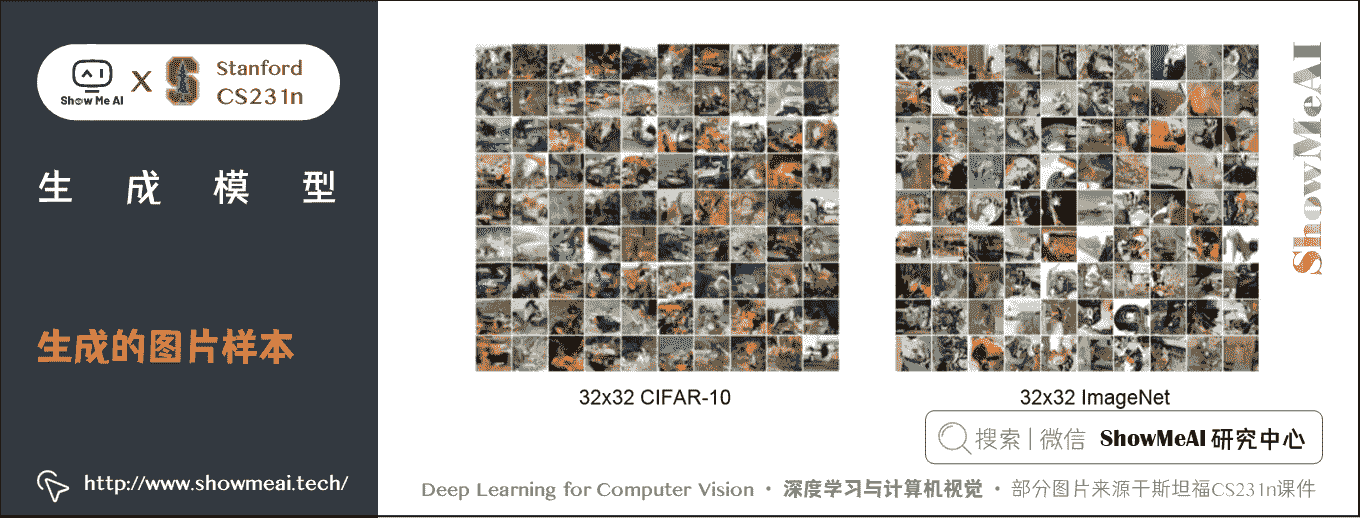 Show Me AI
X
Stanford
CS231n
生成模型
生成的图片样本
http://www.showmeai.tech/
32x32 CIFAR-10
32x32 ImageNet
ShowMeAI
搜索 | 微信 ShowMeAI 研究中心
Deep Learning for Computer Vision · 深度学习与计算机视觉 · 部分图片来源于斯坦福CS231n课件